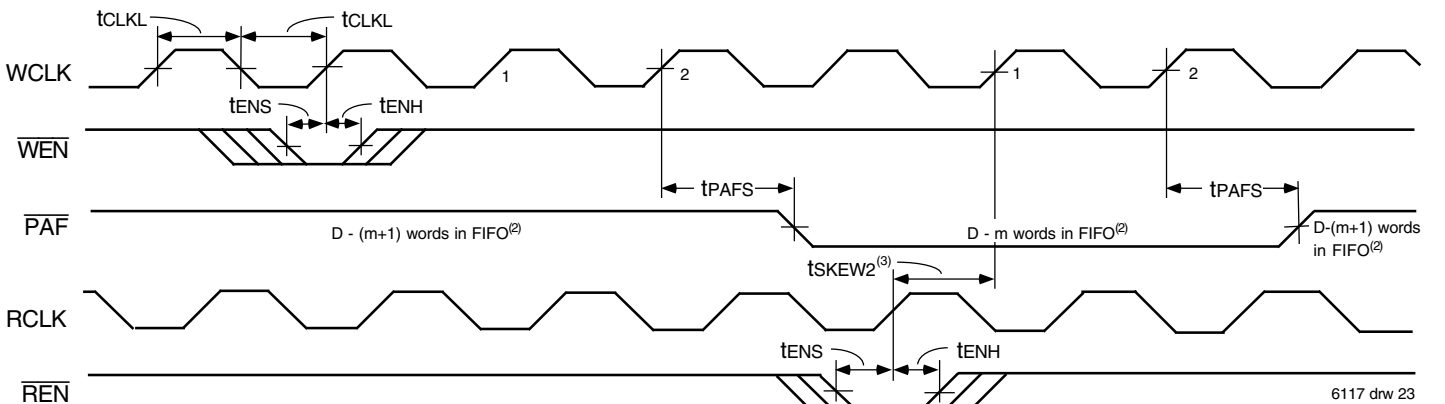 tCLKL tCLKL
WCLK 1 2 1 2
tENS tENH
WEN
tPAFS tPAFS
PAF D - (m+1) words in FIFO(2) D - m words in FIFO(2) D-(m+1) words
in FIFO(2)
tSKEW2(3)
RCLK
tENS tENH
REN
6117 drw 23